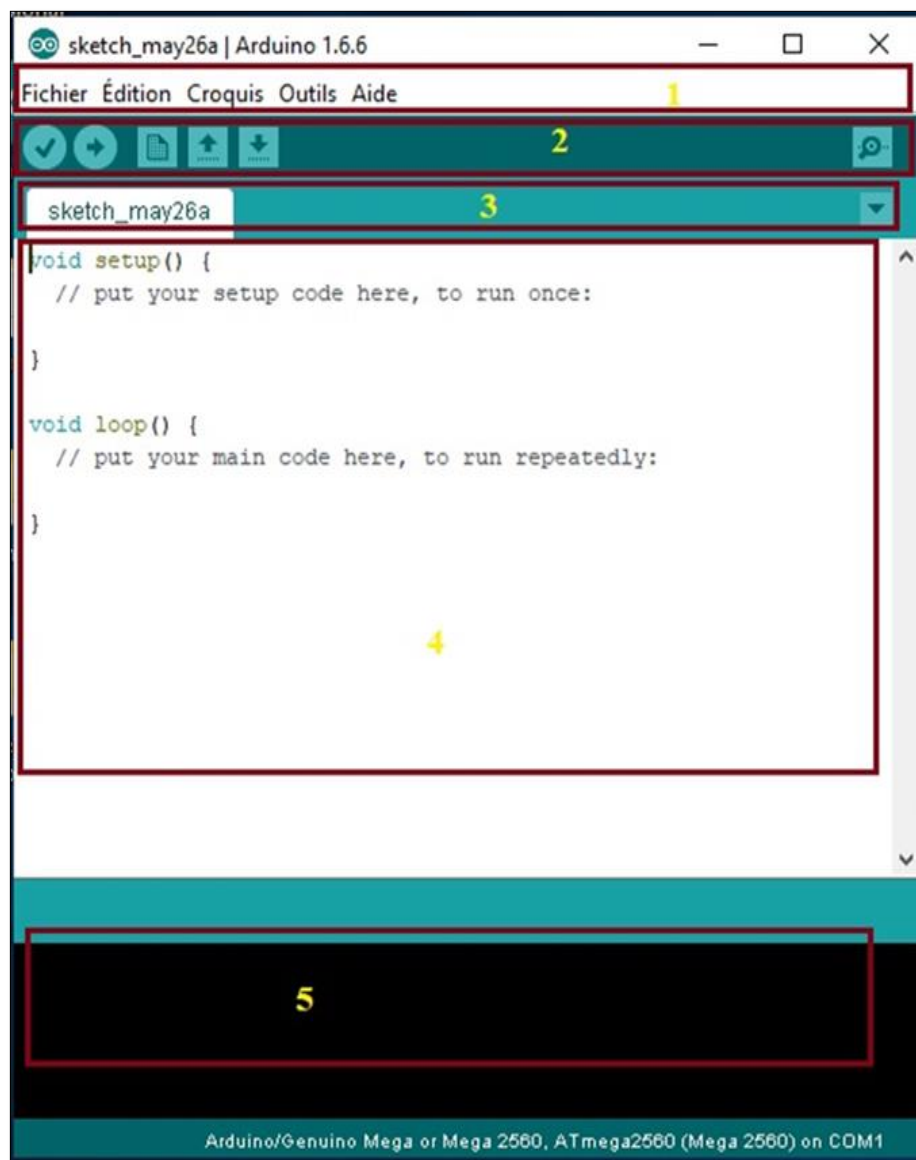 sketch_may26a | Arduino 1.6.6
Fichier Édition Croquis Outils Aide
1
2
sketch_may26a
3
void setup() {
// put your setup code here, to run once:
}
void loop() {
// put your main code here, to run repeatedly:
}
4
5
Arduino/Genuino Mega or Mega 2560, ATmega2560 (Mega 2560) on COM1